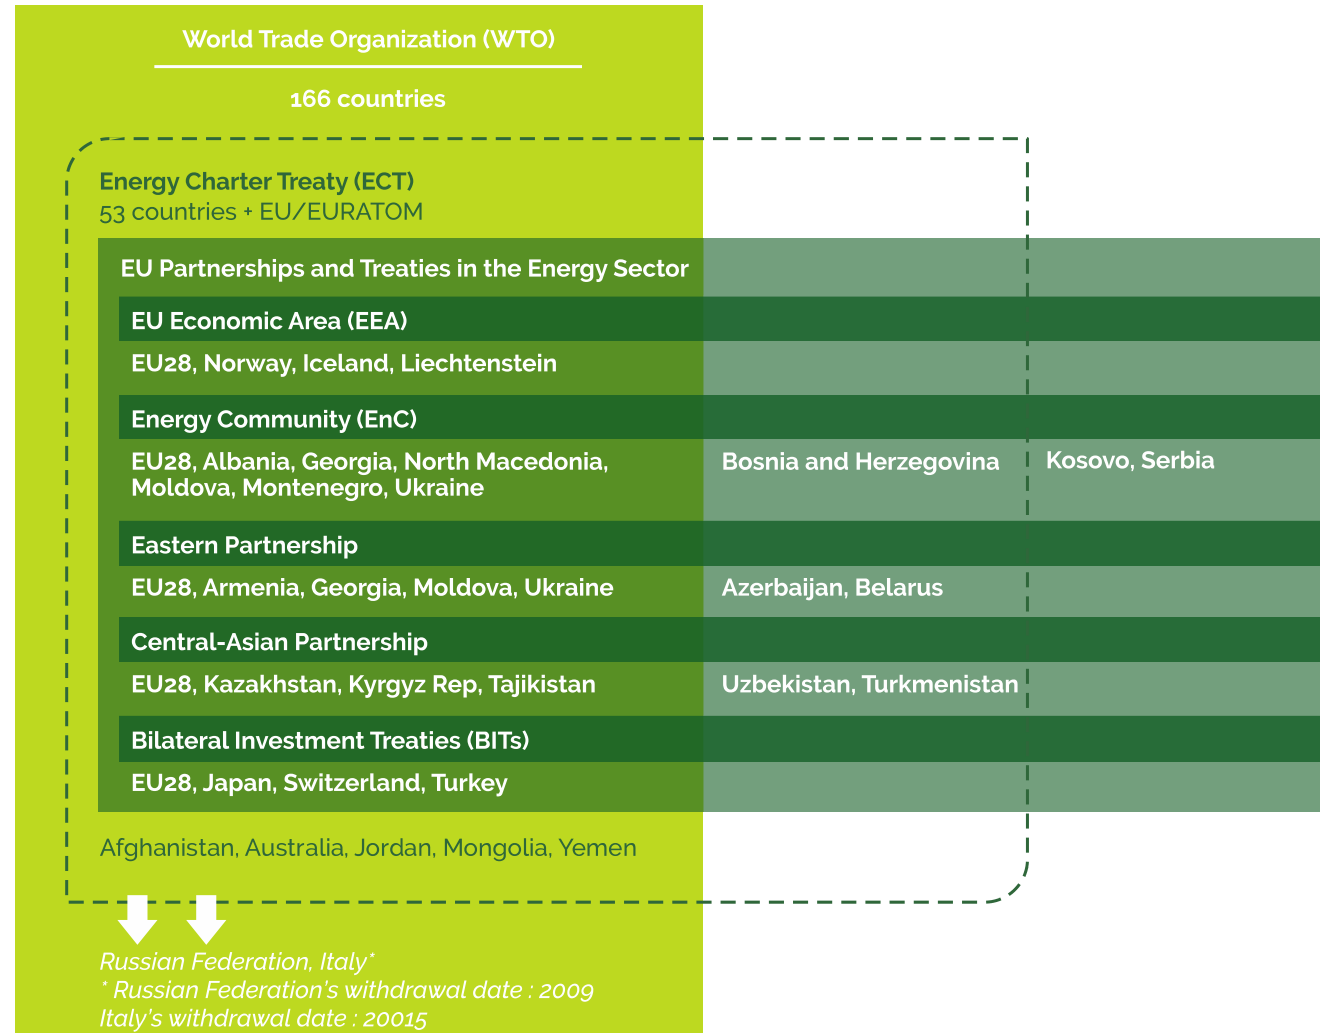 World Trade Organization (WTO)
166 countries
Energy Charter Treaty (ECT)
53 countries + EU/EURATOM
EU Partnerships and Treaties in the Energy Sector
EU Economic Area (EEA)
EU28, Norway, Iceland, Liechtenstein
Energy Community (EnC)
EU28, Albania, Georgia, North Macedonia,
Moldova, Montenegro, Ukraine
Bosnia and Herzegovina
Kosovo, Serbia
Eastern Partnership
EU28, Armenia, Georgia, Moldova, Ukraine
Azerbaijan, Belarus
Central-Asian Partnership
EU28, Kazakhstan, Kyrgyz Rep, Tajikistan
Uzbekistan, Turkmenistan
Bilateral Investment Treaties (BITs)
EU28, Japan, Switzerland, Turkey
Afghanistan, Australia, Jordan, Mongolia, Yemen
Russian Federation, Italy*
* Russian Federation's withdrawal date : 2009
Italy's withdrawal date : 20015